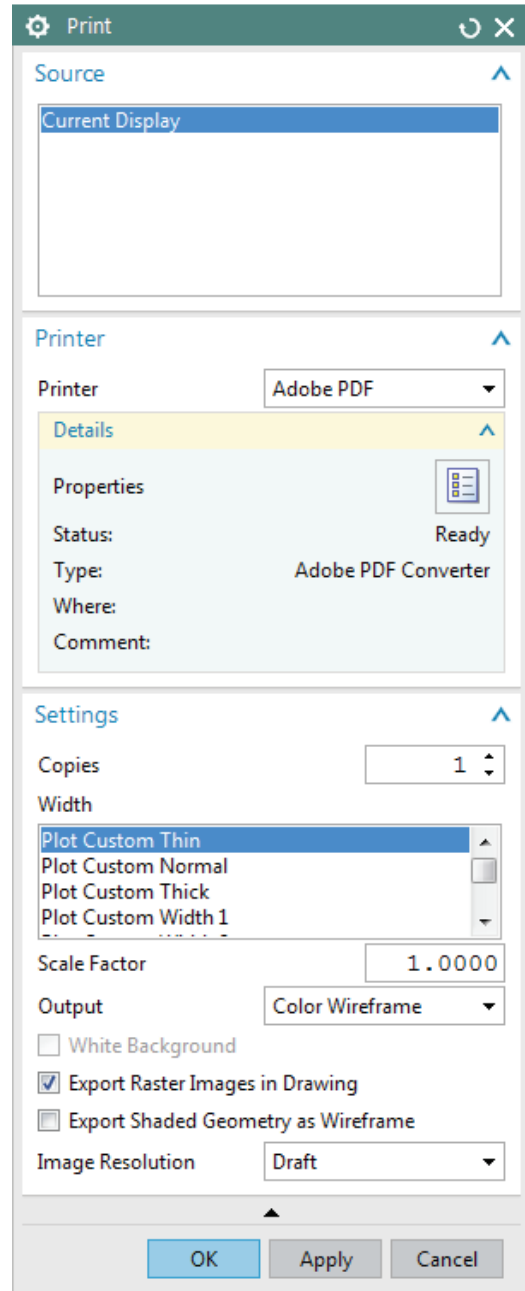 Print
Source
Current Display
Printer
Printer Adobe PDF
Details
Properties
Status: Ready
Type: Adobe PDF Converter
Where:
Comment:
Settings
Copies 1
Width
Plot Custom Thin
Plot Custom Normal
Plot Custom Thick
Plot Custom Width 1
Scale Factor 1.0000
Output Color Wireframe
White Background
Export Raster Images in Drawing
Export Shaded Geometry as Wireframe
Image Resolution Draft
OK Apply Cancel